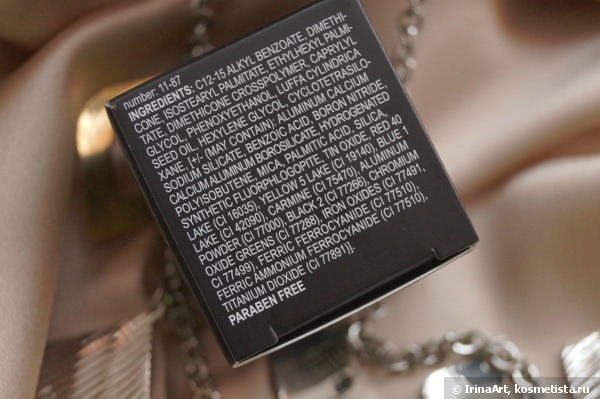 number: 11-87
INGREDIENTS: C12-15 ALKYL BENZOATE, DIMETHI-
CONE, ISOSTEARYL PALMITATE, ETHYLHEXYL PALMI-
TATE, DIMETHICONE CROSSPOLYMER, CAPRYLYL
GLYCOL, PHENOXYETHANOL, LUFFA CYLINDRICA
SEED OIL, HEXYLENE GLYCOL, CYCLOTETRASILO-
XANE. [+/- (MAY CONTAIN): ALUMINUM CALCIUM
SODIUM SILICATE, BENZOIC ACID, BORON NITRIDE,
CALCIUM ALUMINUM BOROSILICATE, HYDROGENATED
POLYISOBUTENE, MICA, PALMITIC ACID, SILICA,
SYNTHETIC FLUORPHLOGOPITE, TIN OXIDE, RED 40
LAKE (CI 16035), YELLOW 5 LAKE (CI 19140), BLUE 1
LAKE (CI 42090), CARMINE (CI 75470), ALUMINUM
POWDER (CI 77000), BLACK 2 (CI 77266), CHROMIUM
OXIDE GREENS (CI 77288), IRON OXIDES (CI 77491,
CI 77499), FERRIC FERROCYANIDE (CI 77510),
FERRIC AMMONIUM FERROCYANIDE (CI 77510),
TITANIUM DIOXIDE (CI 77891)].
PARABEN FREE
© IrinaArt, kosmetista.ru